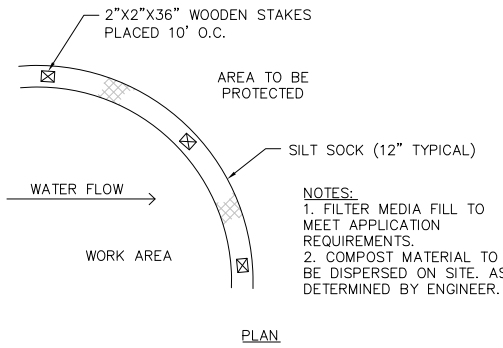 2"X2"X36" WOODEN STAKES
PLACED 10' O.C.
AREA TO BE
PROTECTED
SILT SOCK (12" TYPICAL)
WATER FLOW
WORK AREA
NOTES:
1. FILTER MEDIA FILL TO
MEET APPLICATION
REQUIREMENTS.
2. COMPOST MATERIAL TO
BE DISPERSED ON SITE. AS
DETERMINED BY ENGINEER.
PLAN